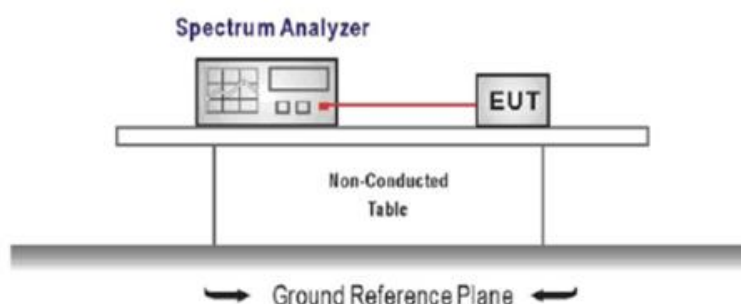 Spectrum Analyzer
EUT
Non-Conducted
Table
Ground Reference Plane